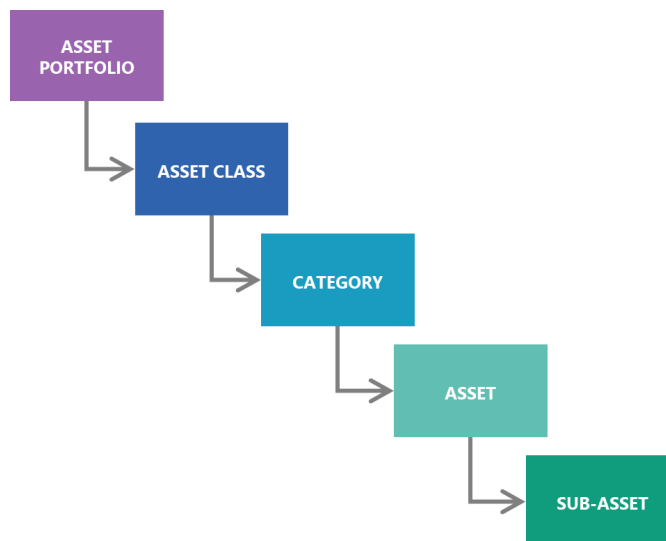 ASSET
PORTFOLIO
ASSET CLASS
CATEGORY
ASSET
SUB-ASSET